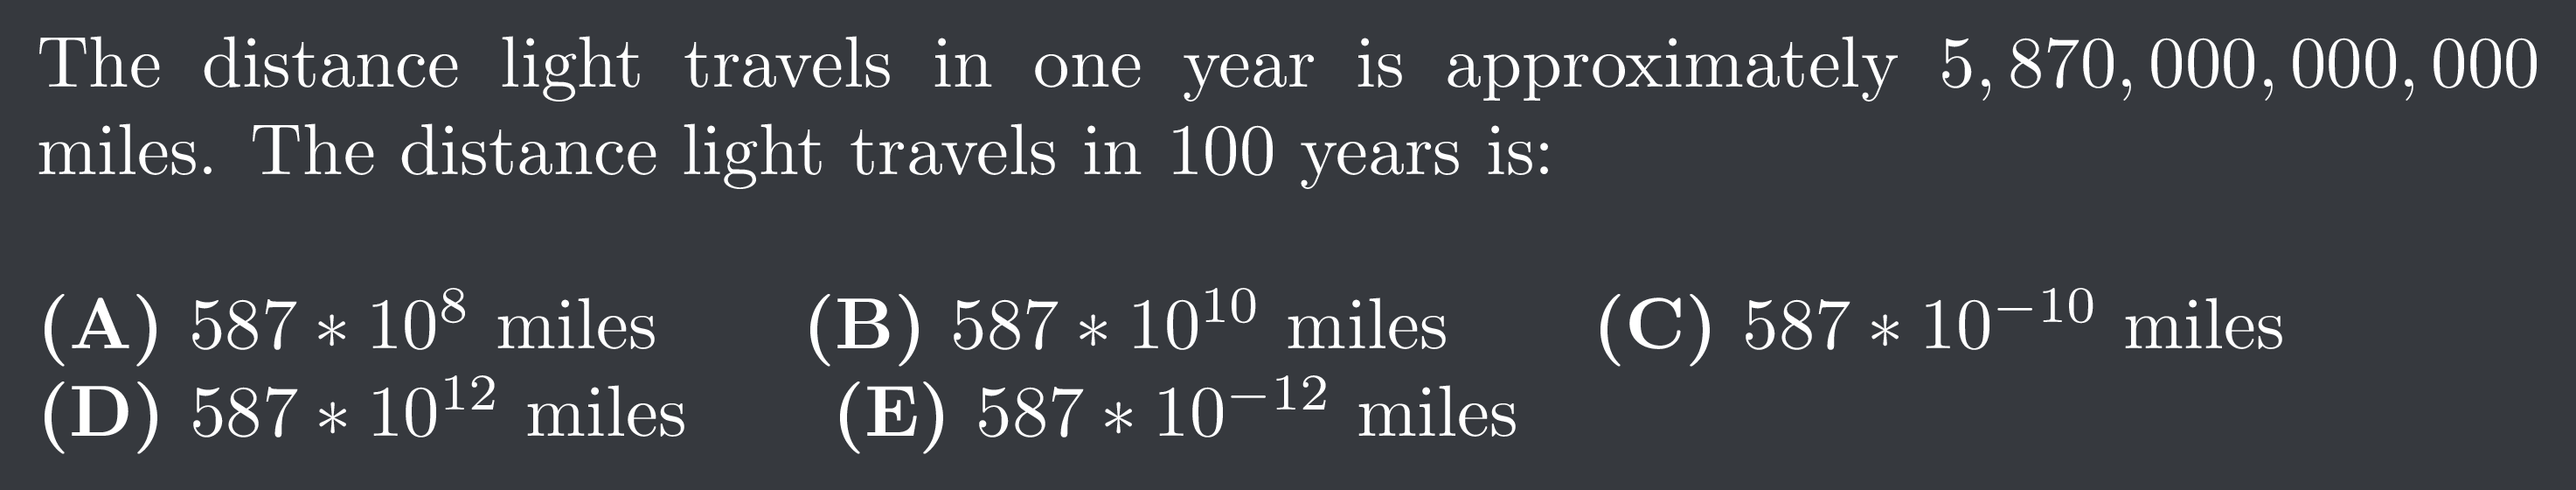 The distance light travels in one year is approximately 5, 870, 000, 000, 000
miles. The distance light travels in 100 years is:
(A) 587 ∗ 10^8 miles (B) 587 ∗ 10^10 miles (C) 587 ∗ 10^−10 miles
(D) 587 ∗ 10^12 miles (E) 587 ∗ 10^−12 miles